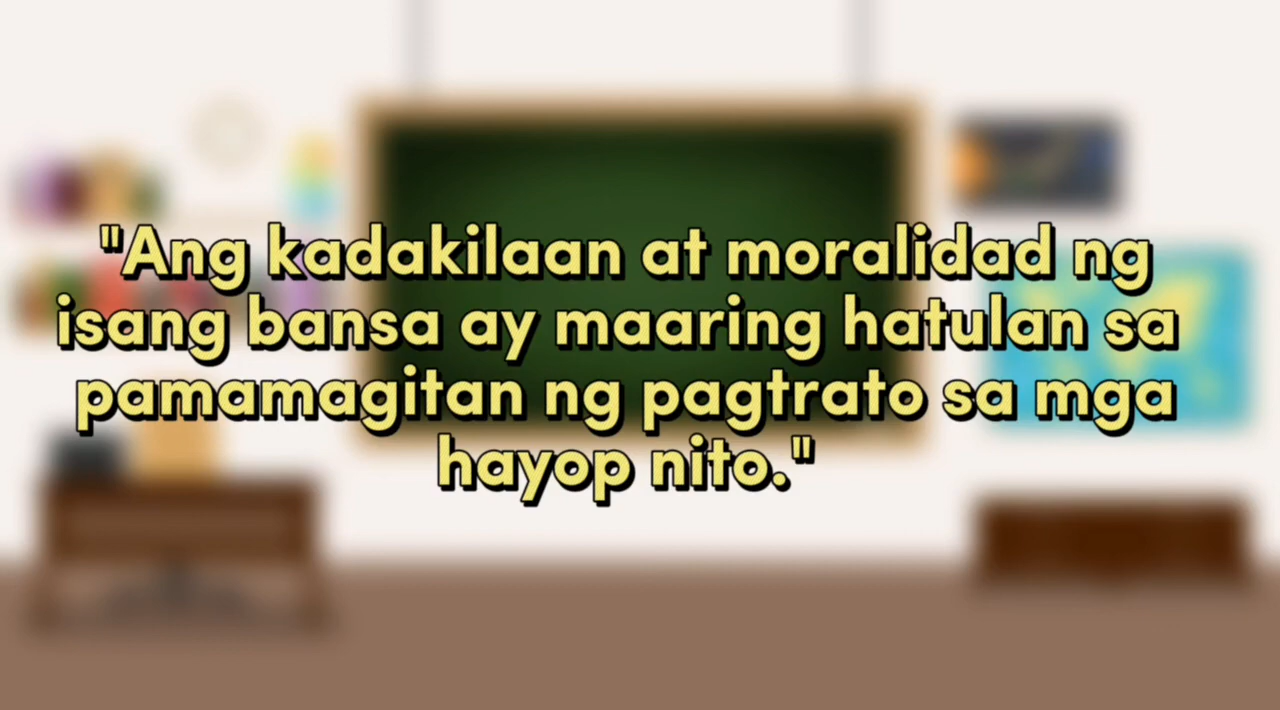 "Ang kadakilaan at moralidad ng
isang bansa ay maaring hatulan sa
pamamagitan ng pagtrato sa mga
hayop nito."